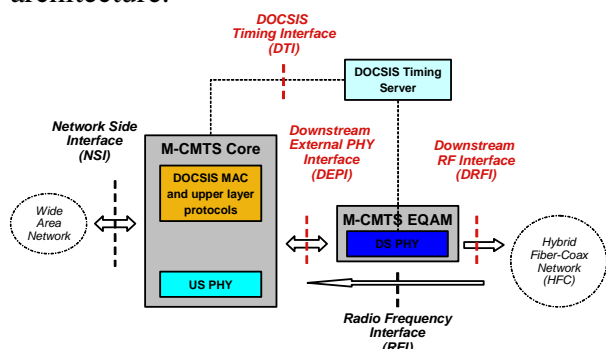 architecture.
DOCSIS
Timing Interface
(DTI)
DOCSIS Timing
Server
Network Side
Interface
(NSI)
M-CMTS Core
DOCSIS MAC
and upper layer
protocols
US PHY
Downstream
External PHY
Interface
(DEPI)
Downstream
RF Interface
(DRFI)
M-CMTS EQAM
DS PHY
Wide
Area
Network
Hybrid
Fiber-Coax
Network
(HFC)
Radio Frequency
Interface
(RFI)